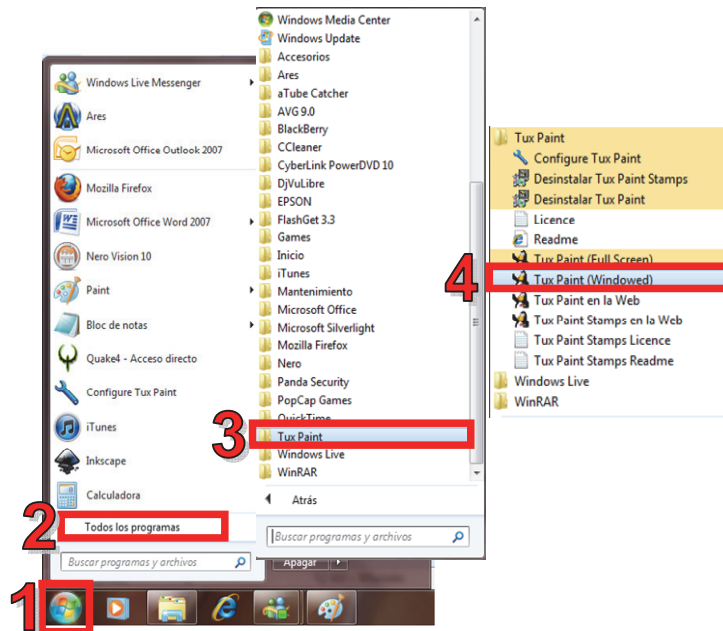 Windows Live Messenger
Ares
Microsoft Office Outlook 2007
Mozilla Firefox
Microsoft Office Word 2007
Nero Vision 10
Paint
Bloc de notas
Quake4 - Acceso directo
Configure Tux Paint
iTunes
Inkscape
Calculadora
2
Todos los programas
Buscar programas y archivos
Apagar
1
Windows Media Center
Windows Update
Accesorios
Ares
aTube Catcher
AVG 9.0
BlackBerry
CCleaner
CyberLink PowerDVD 10
DjVuLibre
EPSON
FlashGet 3.3
Games
Inicio
iTunes
Mantenimiento
Microsoft Office
Microsoft Silverlight
Mozilla Firefox
Nero
Panda Security
PopCap Games
QuickTime
3
Tux Paint
Windows Live
WinRAR
Atrás
Buscar programas y archivos
Tux Paint
Configure Tux Paint
Desinstalar Tux Paint Stamps
Desinstalar Tux Paint
Licence
Readme
Tux Paint (Full Screen)
4
Tux Paint (Windowed)
Tux Paint en la Web
Tux Paint Stamps en la Web
Tux Paint Stamps Licence
Tux Paint Stamps Readme
Windows Live
WinRAR